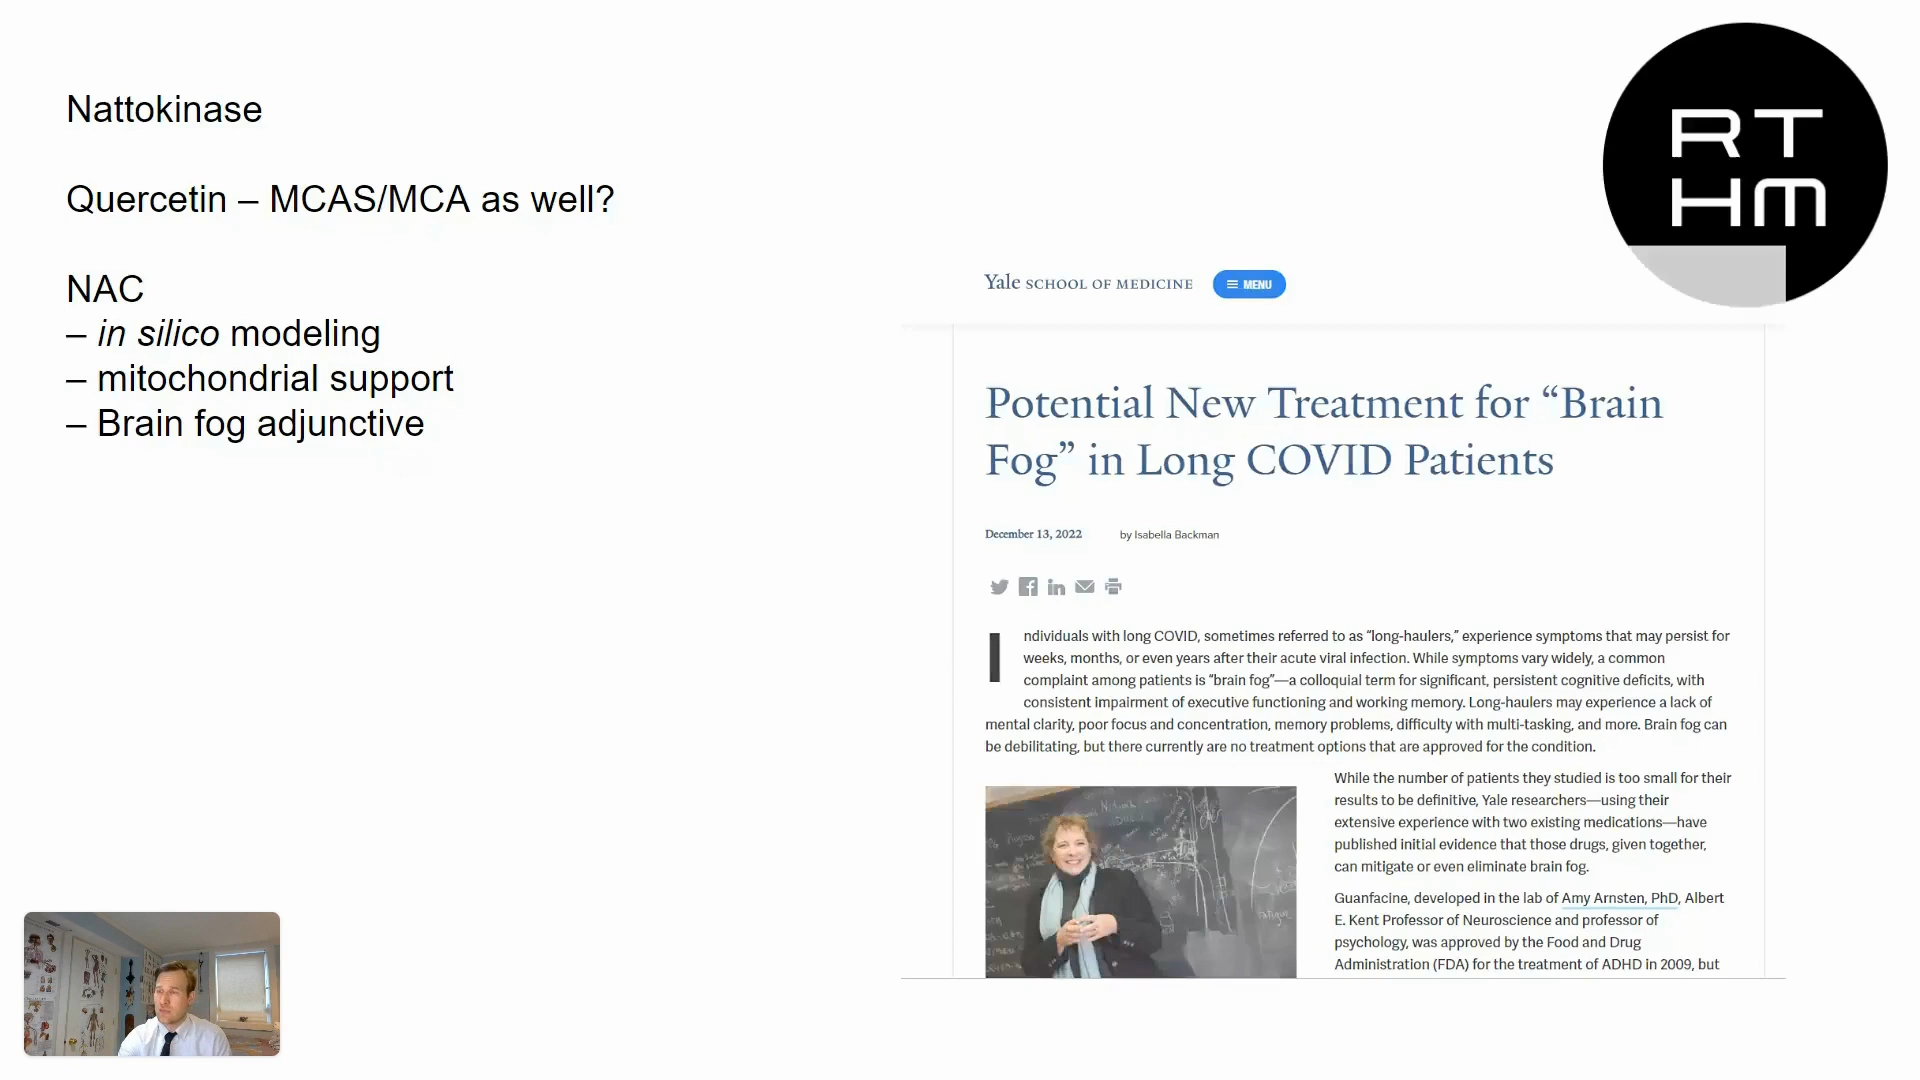 Nattokinase
Quercetin – MCAS/MCA as well?
NAC
– in silico modeling
– mitochondrial support
– Brain fog adjunctive
RT
HM
Yale SCHOOL OF MEDICINE
MENU
Potential New Treatment for “Brain
Fog” in Long COVID Patients
December 13, 2022
by Isabella Backman
Individuals with long COVID, sometimes referred to as “long-haulers,” experience symptoms that may persist for
weeks, months, or even years after their acute viral infection. While symptoms vary widely, a common
complaint among patients is “brain fog”—a colloquial term for significant, persistent cognitive deficits, with
consistent impairment of executive functioning and working memory. Long-haulers may experience a lack of
mental clarity, poor focus and concentration, memory problems, difficulty with multi-tasking, and more. Brain fog can
be debilitating, but there currently are no treatment options that are approved for the condition.
While the number of patients they studied is too small for their
results to be definitive, Yale researchers—using their
extensive experience with two existing medications—have
published initial evidence that those drugs, given together,
can mitigate or even eliminate brain fog.
Guanfacine, developed in the lab of Amy Arnsten, PhD, Albert
E. Kent Professor of Neuroscience and professor of
psychology, was approved by the Food and Drug
Administration (FDA) for the treatment of ADHD in 2009, but